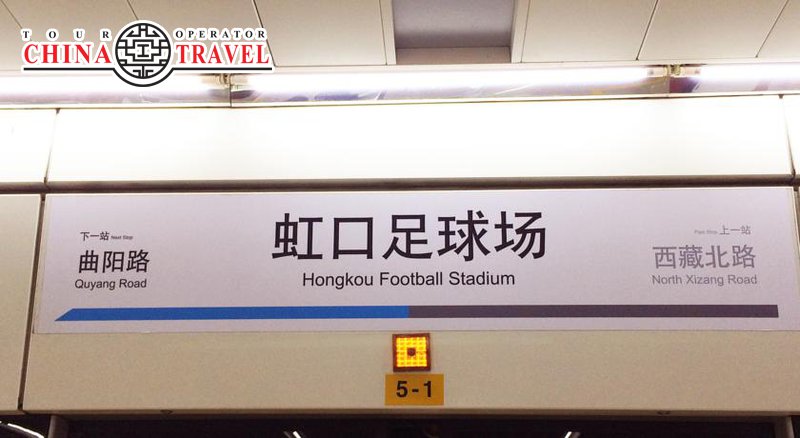 TOUR OPERATOR
CHINA TRAVEL
虹口足球场
Hongkou Football Stadium
下一站 Next Stop
曲阳路
Quyang Road
Past Stop 上一站
西藏北路
North Xizang Road
5-1